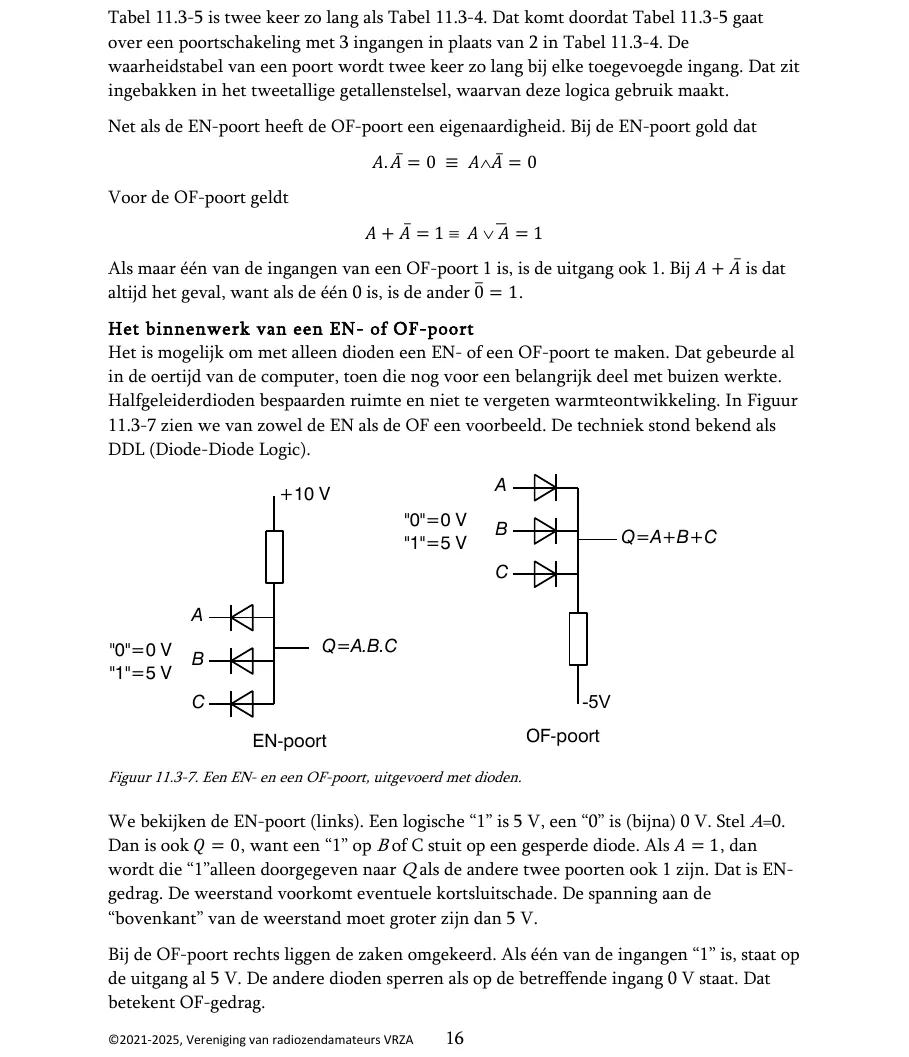 Tabel 11.3-5 is twee keer zo lang als Tabel 11.3-4. Dat komt doordat Tabel 11.3-5 gaat
over een poortschakeling met 3 ingangen in plaats van 2 in Tabel 11.3-4. De
waarheidstabel van een poort wordt twee keer zo lang bij elke toegevoegde ingang. Dat zit
ingebakken in het tweetallige getallenstelsel, waarvan deze logica gebruik maakt.
Net als de EN-poort heeft de OF-poort een eigenaardigheid. Bij de EN-poort gold dat
A.Ā = 0 ≡ A∧Ā = 0
Voor de OF-poort geldt
A + Ā = 1 ≡ A ∨ Ā = 1
Als maar één van de ingangen van een OF-poort 1 is, is de uitgang ook 1. Bij A + Ā is dat
altijd het geval, want als de één 0 is, is de ander 0̄ = 1.
Het binnenwerk van een EN- of OF-poort
Het is mogelijk om met alleen dioden een EN- of een OF-poort te maken. Dat gebeurde al
in de oertijd van de computer, toen die nog voor een belangrijk deel met buizen werkte.
Halfgeleiderdioden bespaarden ruimte en niet te vergeten warmteontwikkeling. In Figuur
11.3-7 zien we van zowel de EN als de OF een voorbeeld. De techniek stond bekend als
DDL (Diode-Diode Logic).
+10 V
A
"0"=0 V
"1"=5 V
B
C
Q=A.B.C
EN-poort
A
"0"=0 V
"1"=5 V
B
C
Q=A+B+C
-5V
OF-poort
Figuur 11.3-7. Een EN- en een OF-poort, uitgevoerd met dioden.
We bekijken de EN-poort (links). Een logische “1” is 5 V, een “0” is (bijna) 0 V. Stel A=0.
Dan is ook Q = 0, want een “1” op B of C stuit op een gesperde diode. Als A = 1, dan
wordt die “1”alleen doorgegeven naar Q als de andere twee poorten ook 1 zijn. Dat is EN-
gedrag. De weerstand voorkomt eventuele kortsluitschade. De spanning aan de
“bovenkant” van de weerstand moet groter zijn dan 5 V.
Bij de OF-poort rechts liggen de zaken omgekeerd. Als één van de ingangen “1” is, staat op
de uitgang al 5 V. De andere dioden sperren als op de betreffende ingang 0 V staat. Dat
betekent OF-gedrag.
©2021-2025, Vereniging van radiozendamateurs VRZA 16